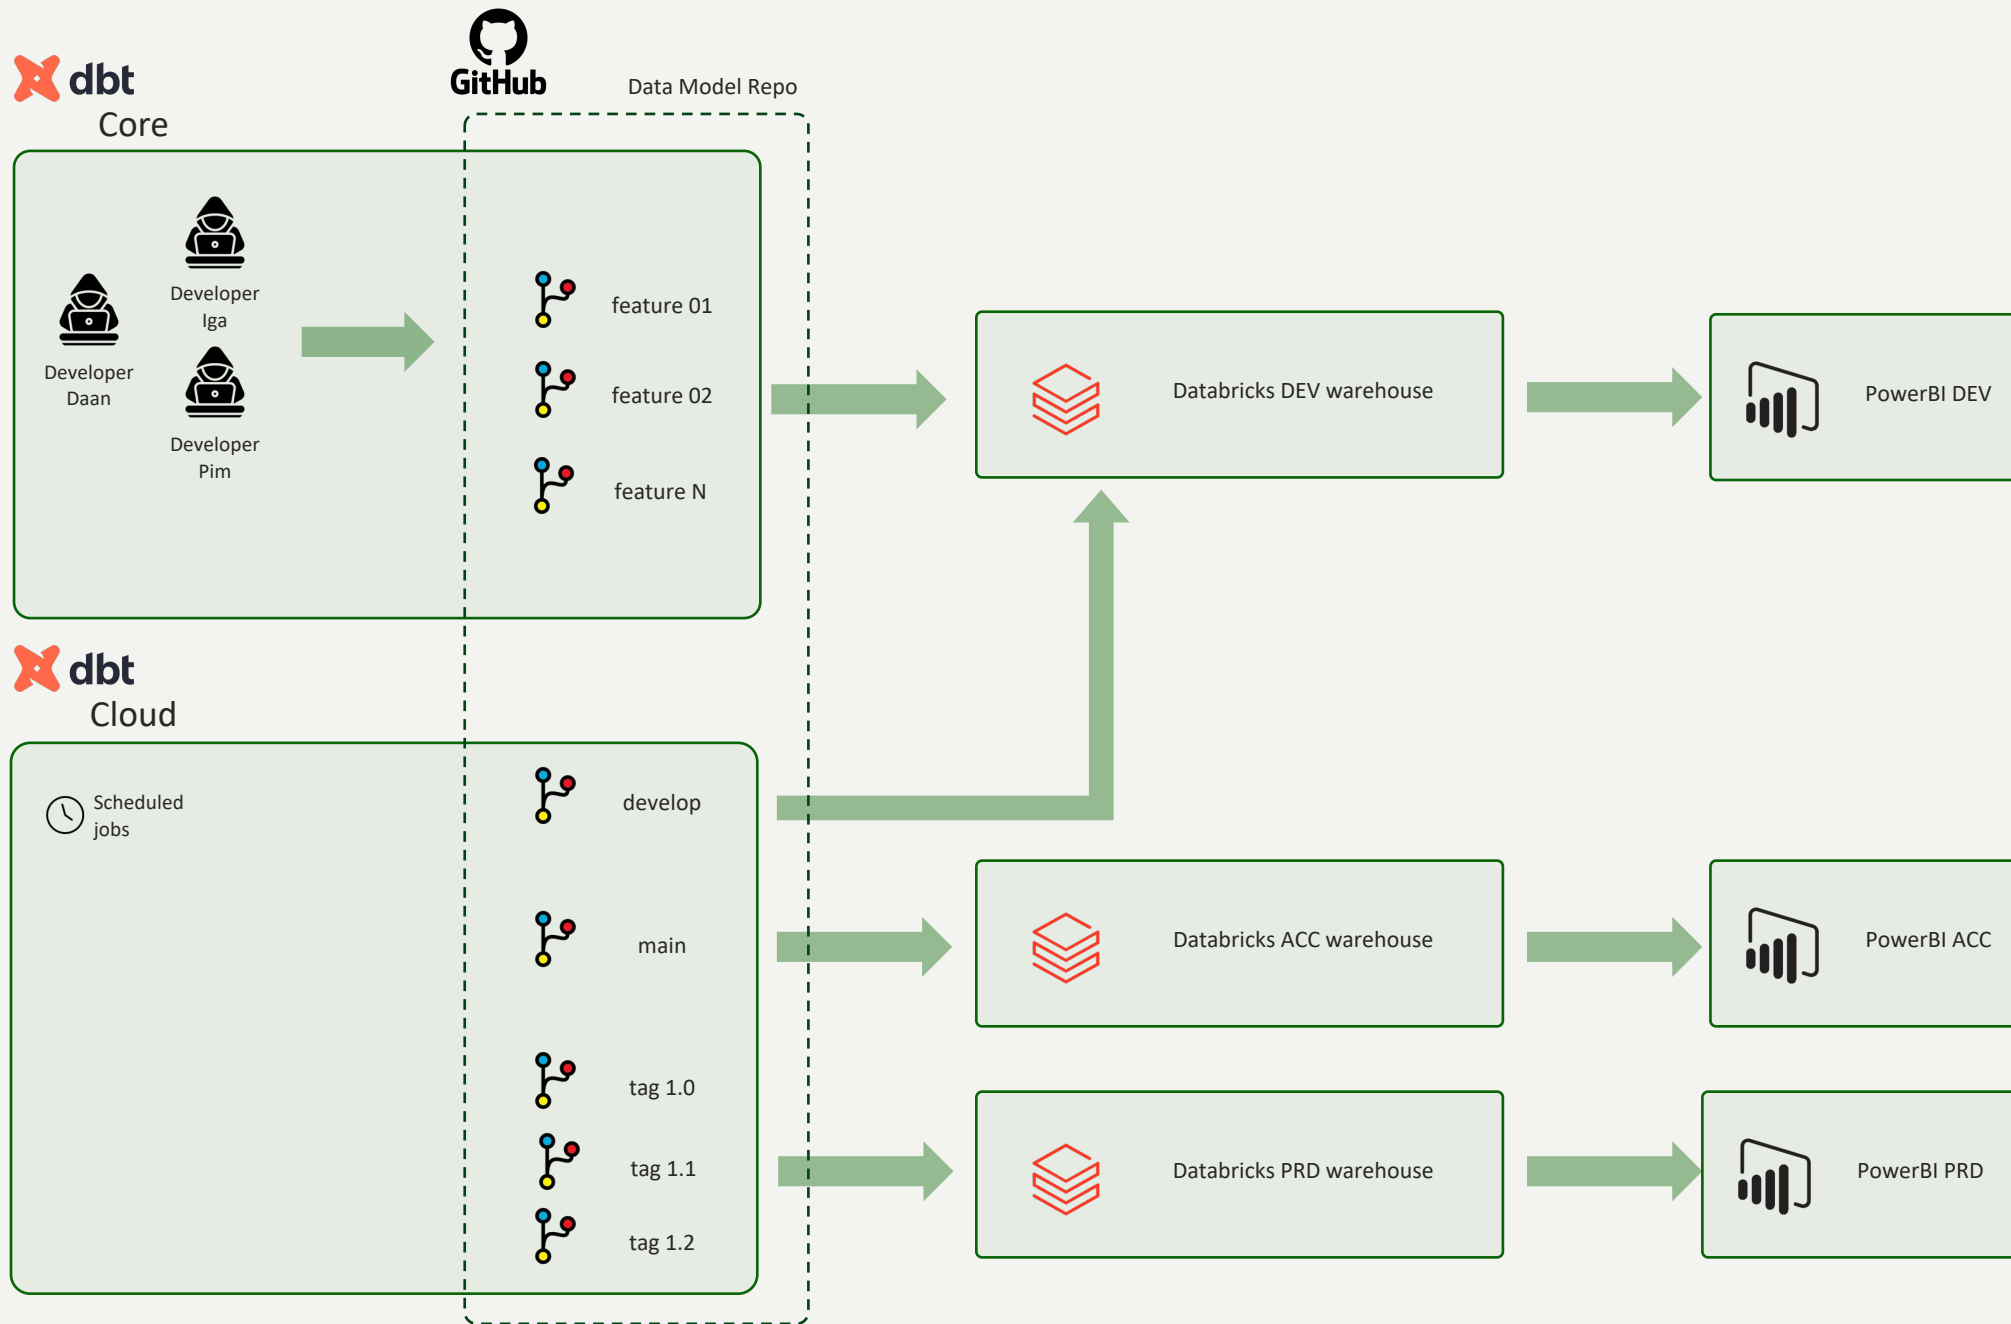 GitHub
Data Model Repo
dbt
Core
Developer
Iga
Developer
Daan
Developer
Pim
feature 01
feature 02
feature N
Databricks DEV warehouse
PowerBI DEV
dbt
Cloud
Scheduled
jobs
develop
main
Databricks ACC warehouse
PowerBI ACC
tag 1.0
tag 1.1
tag 1.2
Databricks PRD warehouse
PowerBI PRD